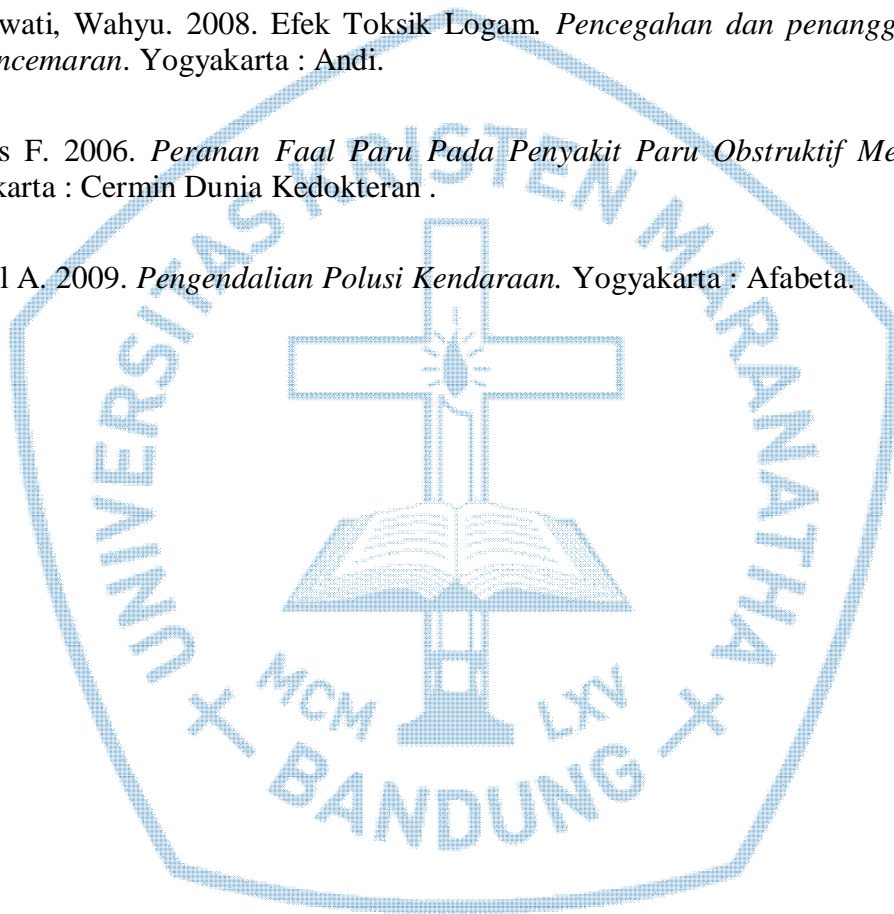 wati, Wahyu. 2008. Efek Toksik Logam. Pencegahan dan penangg
ncemaran. Yogyakarta : Andi.
s F. 2006. Peranan Faal Paru Pada Penyakit Paru Obstruktif Me
karta : Cermin Dunia Kedokteran .
l A. 2009. Pengendalian Polusi Kendaraan. Yogyakarta : Afabeta.
UNIVERSITAS KRISTEN MARANATHA
MCM LXV
BANDUNG